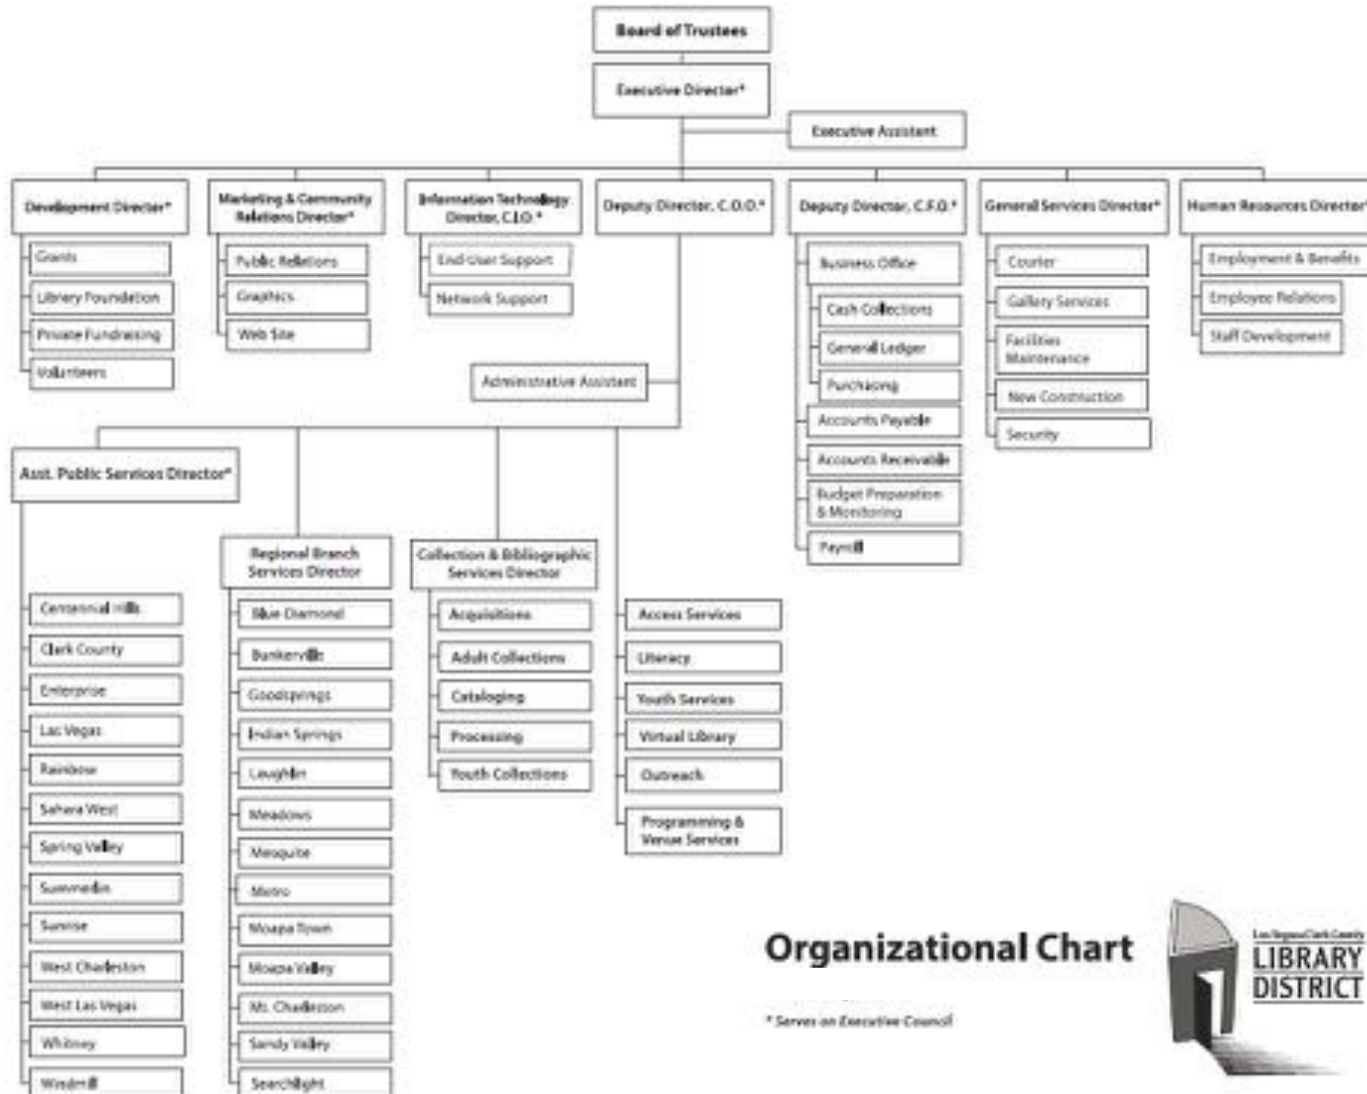 Board of Trustees
Executive Director*
Executive Assistant
Development Director*
Grants
Library Foundation
Private Fundraising
Volunteers
Marketing & Community
Relations Director*
Public Relations
Graphics
Web Site
Information Technology
Director, C.I.O.*
End-User Support
Network Support
Deputy Director, C.O.O.*
Administrative Assistant
Deputy Director, C.F.O.*
Business Office
Cash Collections
General Ledger
Purchasing
Accounts Payable
Accounts Receivable
Budget Preparation
& Monitoring
Payroll
General Services Director*
Courier
Gallery Services
Facilities
Maintenance
New Construction
Security
Human Resources Director*
Employment & Benefits
Employee Relations
Staff Development
Asst. Public Services Director*
Centennial Hills
Clark County
Enterprise
Las Vegas
Rainbow
Sahara West
Spring Valley
Summerlin
Sunrise
West Charleston
West Las Vegas
Whitney
Windmill
Regional Branch
Services Director
Blue Diamond
Bunkerville
Goodsprings
Indian Springs
Laughlin
Meadows
Mesquite
Metro
Moapa Town
Moapa Valley
Mt. Charleston
Sandy Valley
Searchlight
Collection & Bibliographic
Services Director
Acquisitions
Adult Collections
Cataloging
Processing
Youth Collections
Access Services
Literacy
Youth Services
Virtual Library
Outreach
Programming &
Venue Services
Organizational Chart
* Serves on Executive Council
Las Vegas-Clark County
LIBRARY
DISTRICT